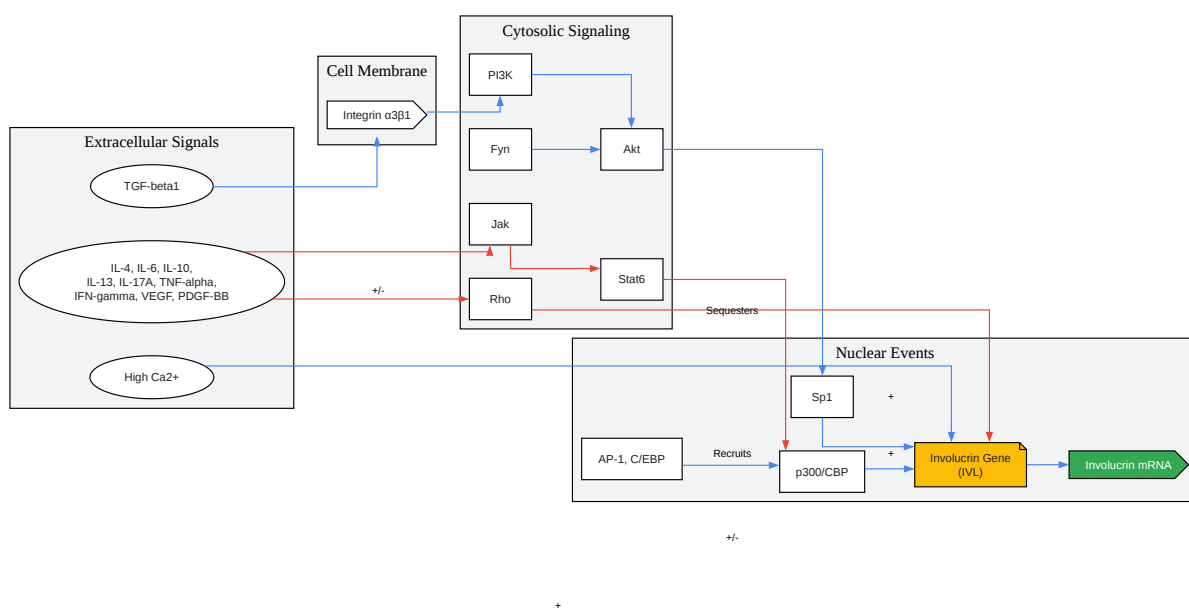 Cytosolic Signaling
Cell Membrane
PI3K
Integrin α3β1
Extracellular Signals
Fyn
Akt
TGF-beta1
Jak
IL-4, IL-6, IL-10,
IL-13, IL-17A, TNF-alpha,
IFN-gamma, VEGF, PDGF-BB
+/-
Stat6
Rho
Sequesters
Nuclear Events
High Ca2+
Sp1
+
AP-1, C/EBP
Recruits
p300/CBP
+
Involucrin Gene
(IVL)
Involucrin mRNA
+/-
+